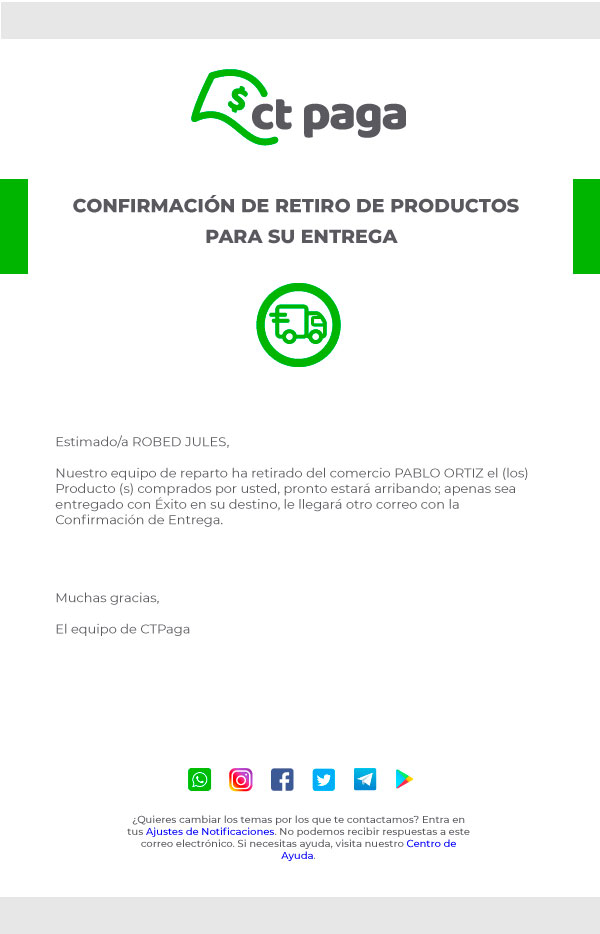 $ct paga
CONFIRMACIÓN DE RETIRO DE PRODUCTOS
PARA SU ENTREGA
Estimado/a ROBED JULES,
Nuestro equipo de reparto ha retirado del comercio PABLO ORTIZ el (los)
Producto (s) comprados por usted, pronto estará arribando; apenas sea
entregado con Éxito en su destino, le llegará otro correo con la
Confirmación de Entrega.
Muchas gracias,
El equipo de CTPaga
¿Quieres cambiar los temas por los que te contactamos? Entra en
tus Ajustes de Notificaciones. No podemos recibir respuestas a este
correo electrónico. Si necesitas ayuda, visita nuestro Centro de
Ayuda.